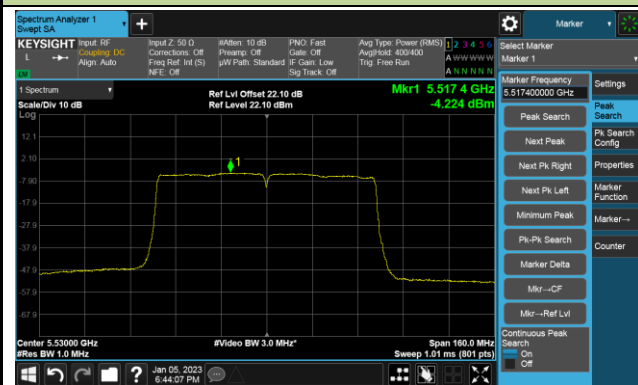 Spectrum Analyzer 1
Swept SA
Marker
KEYSIGHT
L
Input: RF
Coupling: DC
Align: Auto
Input Z: 50 Ω
Corrections: Off
Freq Ref: Int (S)
NFE: Off
#Atten: 10 dB
Preamp: Off
µW Path: Standard
PNO: Fast
Gate: Off
IF Gain: Low
Sig Track: Off
Avg Type: Power (RMS)
Avg|Hold: 400/400
Trig: Free Run
1 2 3 4 5 6
A W W W W W
A N N N N N
Select Marker
Marker 1
1 Spectrum
Scale/Div 10 dB
Log
Ref Lvl Offset 22.10 dB
Ref Level 22.10 dBm
Mkr1 5.517 4 GHz
-4.224 dBm
12.1
2.10
-7.90
-17.9
-27.9
-37.9
-47.9
-57.9
-67.9
1
Center 5.53000 GHz
#Res BW 1.0 MHz
#Video BW 3.0 MHz*
Span 160.0 MHz
Sweep 1.01 ms (801 pts)
Marker Frequency
5.517400000 GHz
Peak Search
Next Peak
Next Pk Right
Next Pk Left
Minimum Peak
Pk-Pk Search
Marker Delta
Mkr→CF
Mkr→Ref Lvl
Continuous Peak
Search
On
Off
Settings
Peak
Search
Pk Search
Config
Properties
Marker
Function
Marker→
Counter
?
Jan 05, 2023
6:44:07 PM